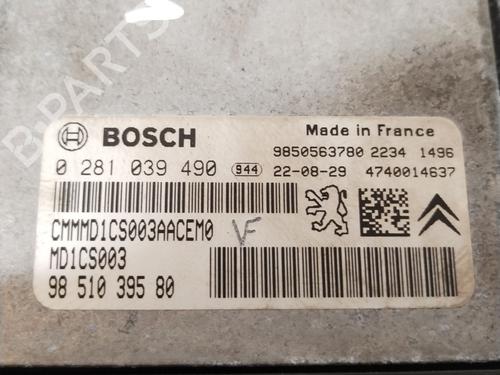 BOSCH
Made in France
0 281 039 490 944
9850563780 2234 1496
22-08-29 4740014637
CMMMD1CS003AACEM0 VF
MD1CS003
98 510 395 80
B-PARTS